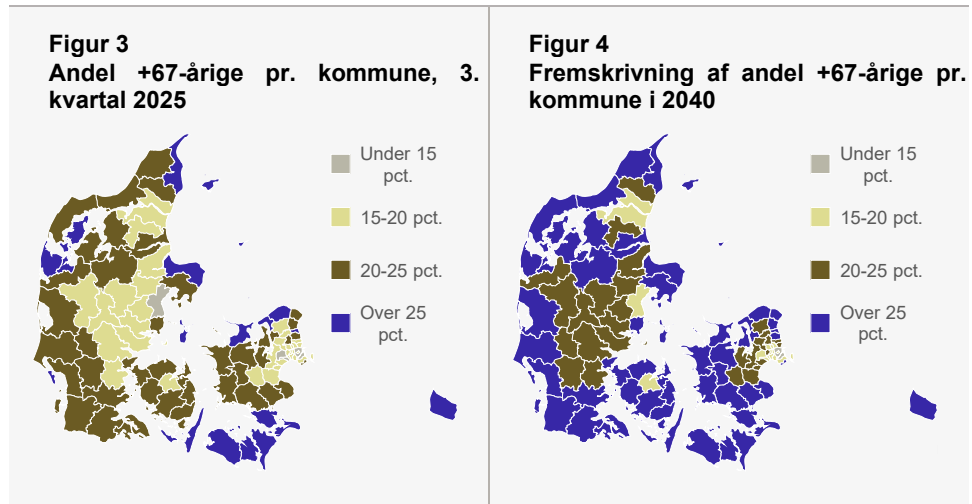 Figur 3
Andel +67-årige pr. kommune, 3.
kvartal 2025
Under 15
pct.
15-20 pct.
20-25 pct.
Over 25
pct.
Figur 4
Fremskrivning af andel +67-årige pr.
kommune i 2040
Under 15
pct.
15-20 pct.
20-25 pct.
Over 25
pct.